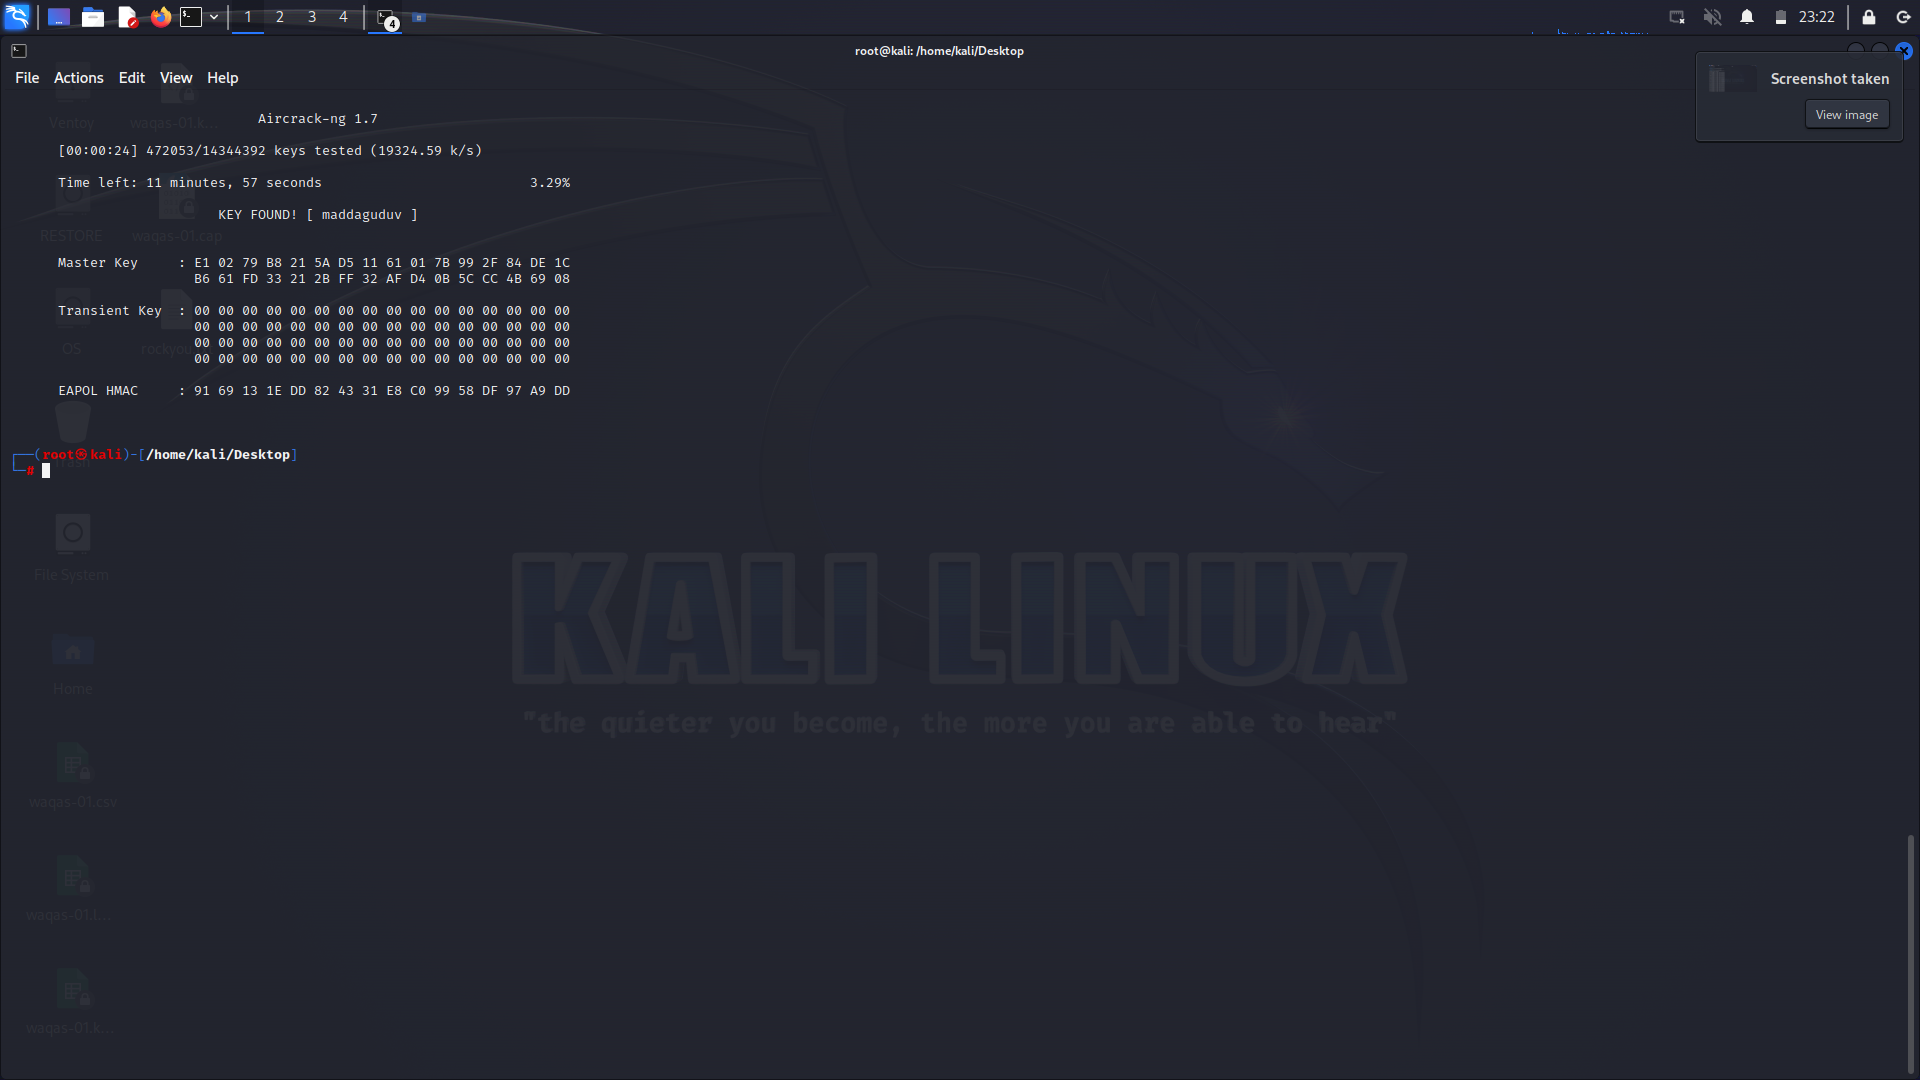 1 2 3 4 4 23:22
root@kali: /home/kali/Desktop
File Actions Edit View Help
Screenshot taken
View image
Aircrack-ng 1.7
[00:00:24] 472053/14344392 keys tested (19324.59 k/s)
Time left: 11 minutes, 57 seconds 3.29%
KEY FOUND! [ maddaguduv ]
Master Key : E1 02 79 B8 21 5A D5 11 61 01 7B 99 2F 84 DE 1C
B6 61 FD 33 21 2B FF 32 AF D4 0B 5C CC 4B 69 08
Transient Key : 00 00 00 00 00 00 00 00 00 00 00 00 00 00 00 00
00 00 00 00 00 00 00 00 00 00 00 00 00 00 00 00
00 00 00 00 00 00 00 00 00 00 00 00 00 00 00 00
00 00 00 00 00 00 00 00 00 00 00 00 00 00 00 00
EAPOL HMAC : 91 69 13 1E DD 82 43 31 E8 C0 99 58 DF 97 A9 DD
┌──(root㉿kali)-[/home/kali/Desktop]
└─#
Ventoy waqas-01.k...
RESTORE waqas-01.cap
OS
Trash
File System
Home
waqas-01.csv
waqas-01.l...
waqas-01.k...
KALI LINUX
"the quieter you become, the more you are able to hear"